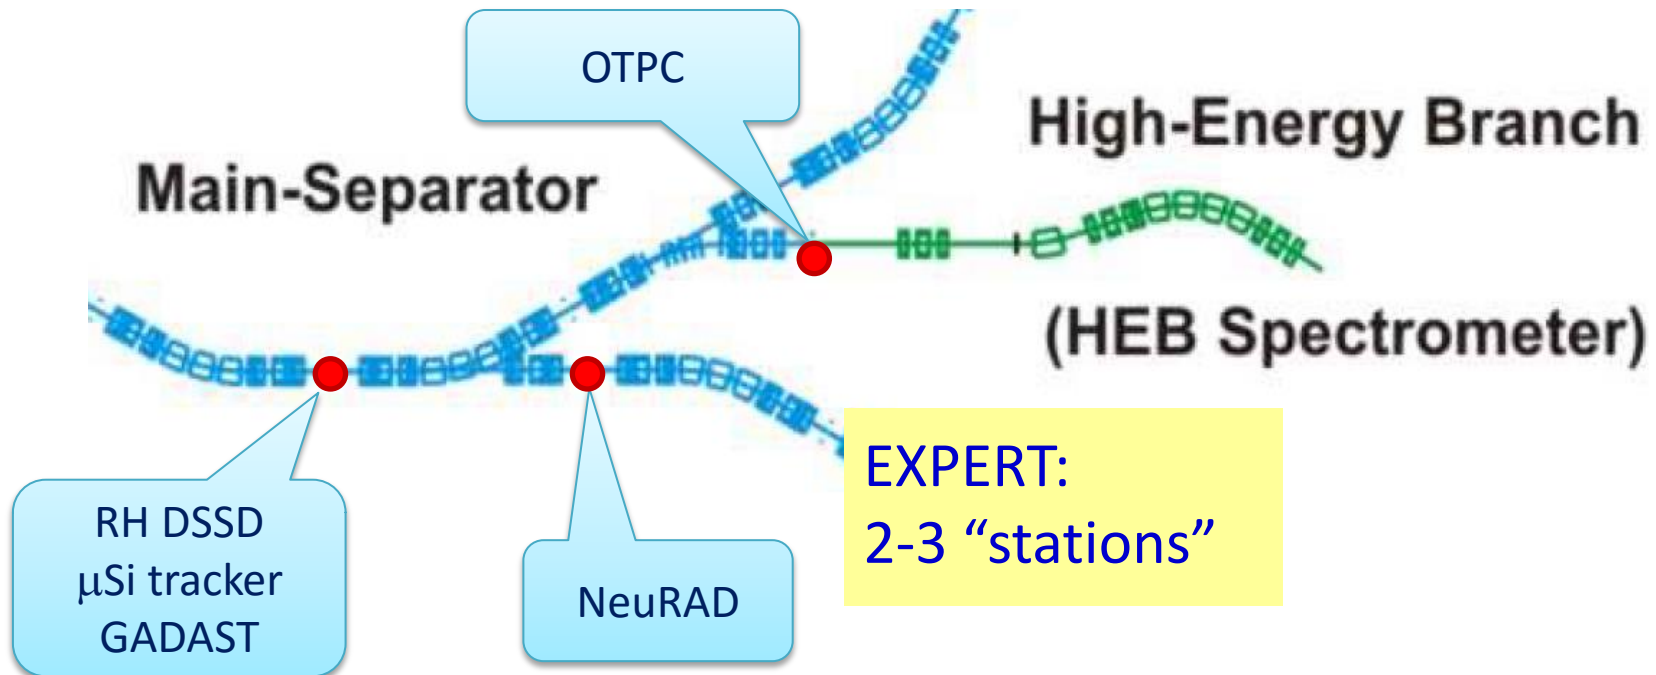 OTPC
High-Energy Branch
Main-Separator
(HEB Spectrometer)
EXPERT:
2-3 “stations”
RH DSSD
μSi tracker
GADAST
NeuRAD